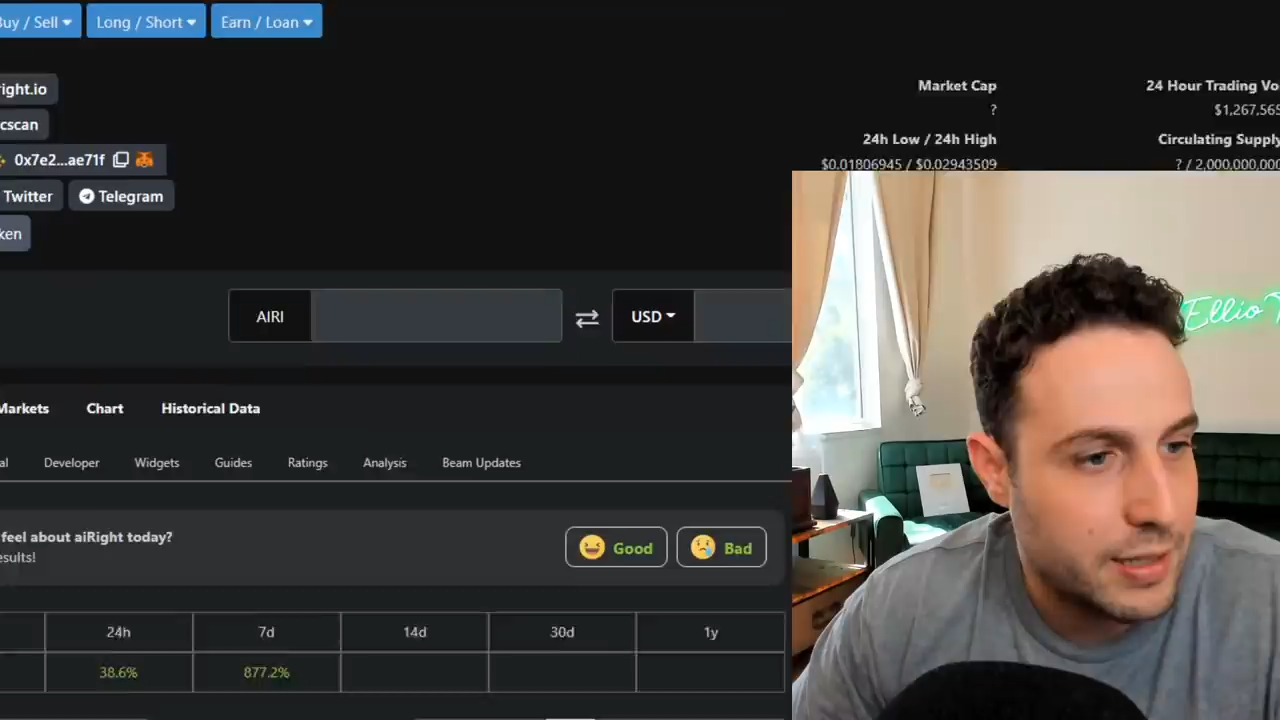 Buy / Sell Long / Short Earn / Loan
ight.io
cscan
0x7e2...ae71f
Twitter Telegram
ken
Market Cap
?
24h Low / 24h High
$0.01806945 / $0.02943509
24 Hour Trading Vo
$1,267,565
Circulating Supply
? / 2,000,000,000
AIRI USD
Ellio T
Markets Chart Historical Data
al Developer Widgets Guides Ratings Analysis Beam Updates
feel about aiRight today?
esults!
Good Bad
24h 7d 14d 30d 1y
38.6% 877.2%